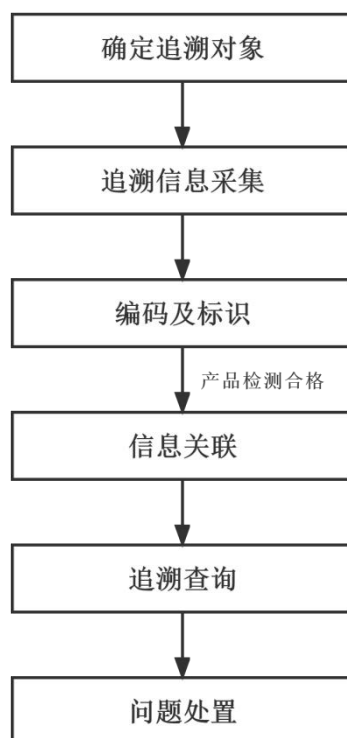 确定追溯对象
追溯信息采集
编码及标识
产品检测合格
信息关联
追溯查询
问题处置